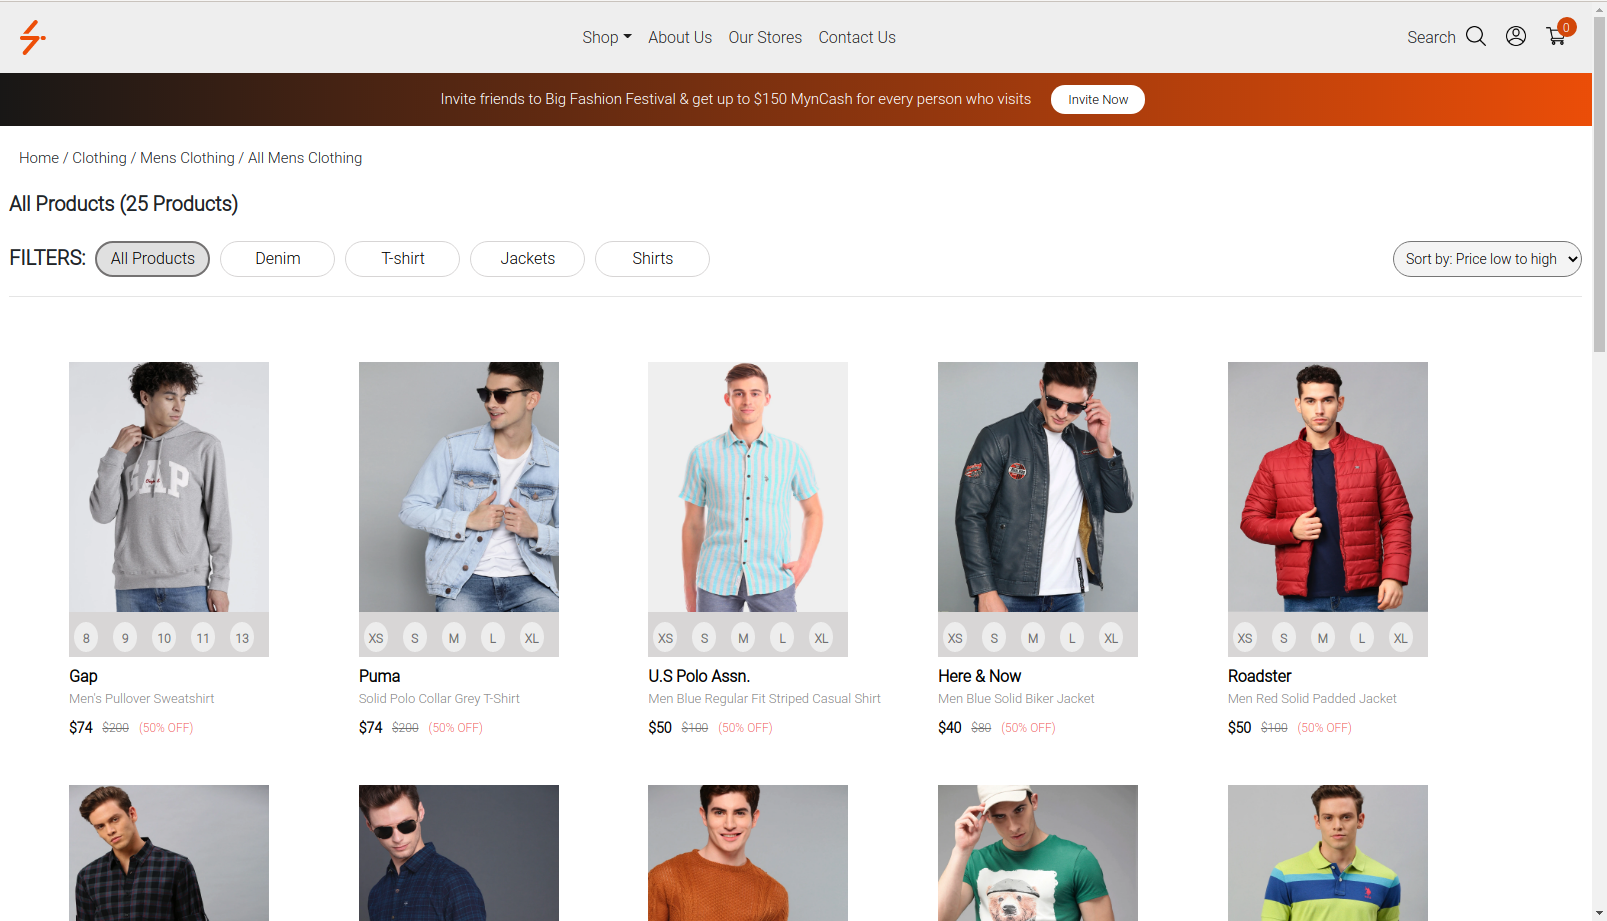 Shop About Us Our Stores Contact Us Search 0
Invite friends to Big Fashion Festival & get up to $150 MynCash for every person who visits Invite Now
Home / Clothing / Mens Clothing / All Mens Clothing
All Products (25 Products)
FILTERS: All Products Denim T-shirt Jackets Shirts Sort by: Price low to high
GAP
8 9 10 11 13
Gap
Men's Pullover Sweatshirt
$74 $200 (50% OFF)
XS S M L XL
Puma
Solid Polo Collar Grey T-Shirt
$74 $200 (50% OFF)
XS S M L XL
U.S Polo Assn.
Men Blue Regular Fit Striped Casual Shirt
$50 $100 (50% OFF)
XS S M L XL
Here & Now
Men Blue Solid Biker Jacket
$40 $80 (50% OFF)
XS S M L XL
Roadster
Men Red Solid Padded Jacket
$50 $100 (50% OFF)